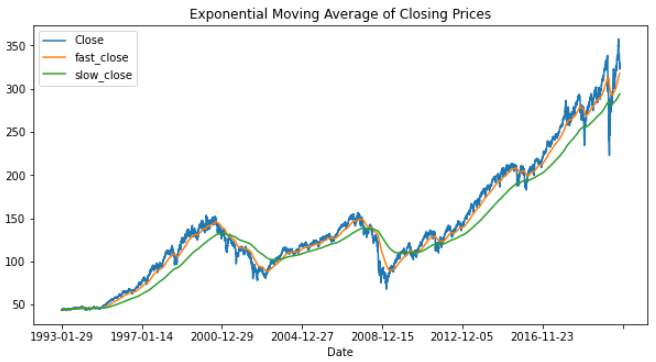 Exponential Moving Average of Closing Prices
Close
fast_close
slow_close
350
300
250
200
150
100
50
1993-01-29 1997-01-14 2000-12-29 2004-12-27 2008-12-15 2012-12-05 2016-11-23
Date